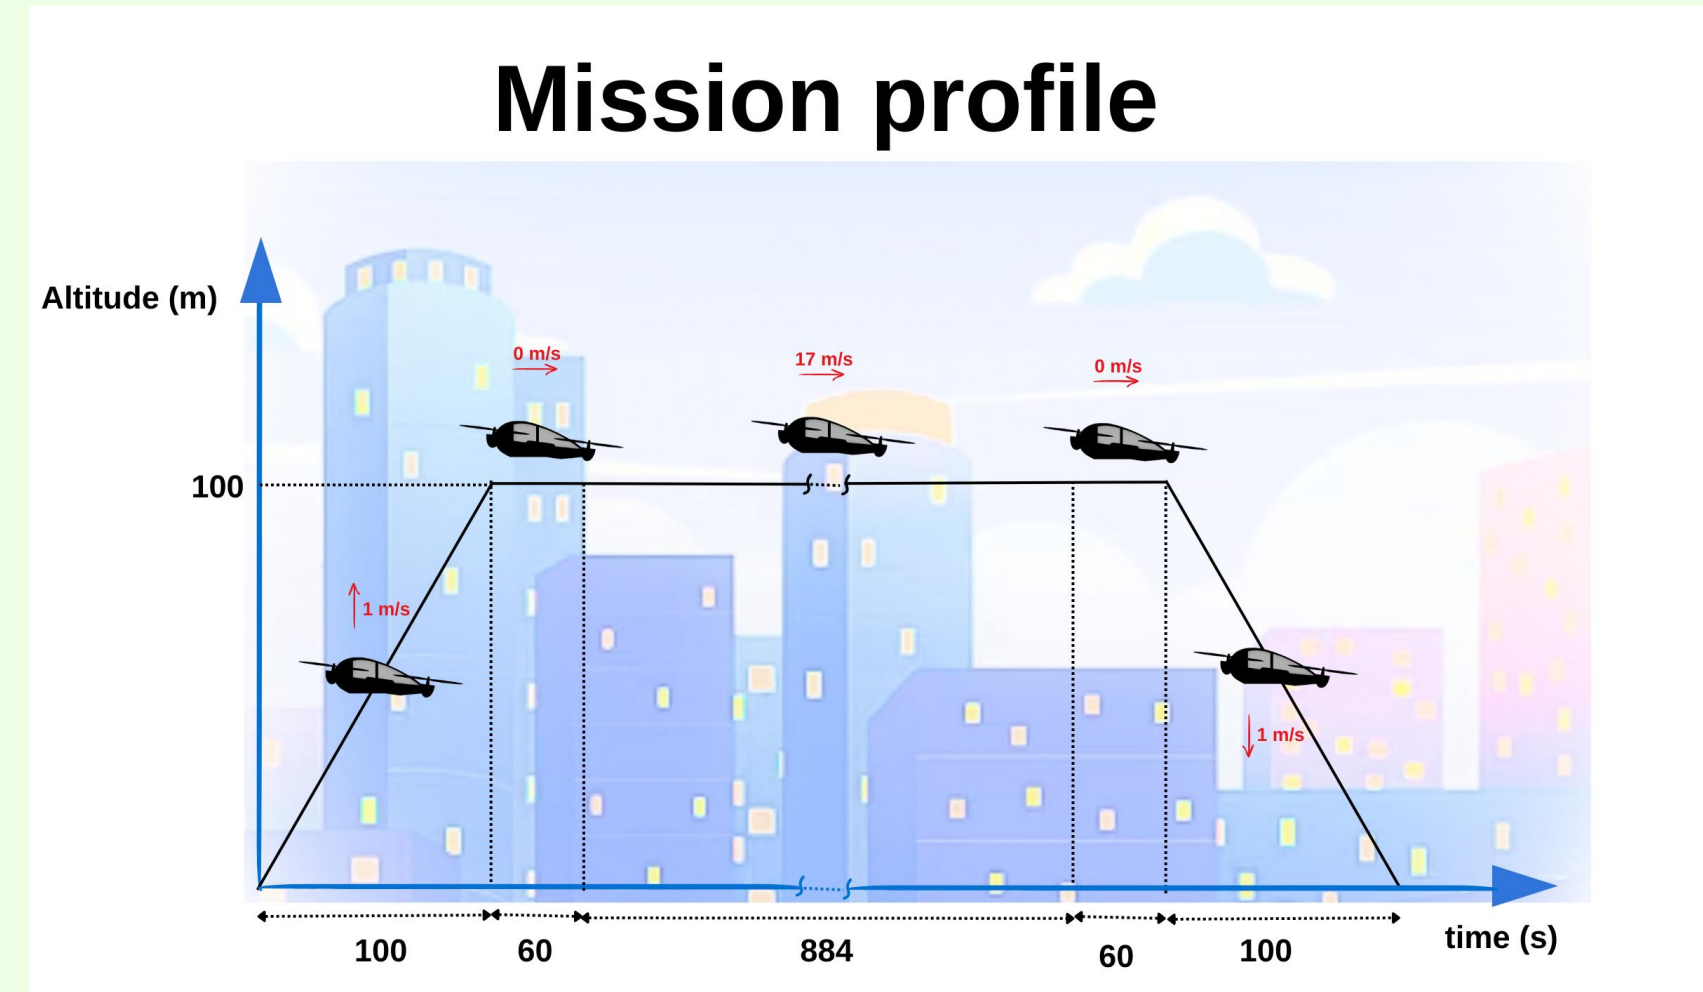 Mission profile
Altitude (m)
0 m/s
17 m/s
0 m/s
100
1 m/s
1 m/s
100
60
884
60
100
time (s)